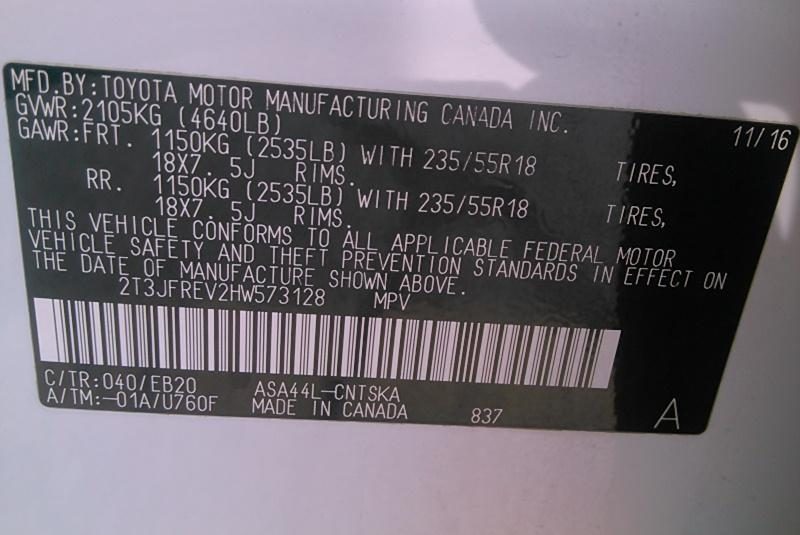 MFD.BY:TOYOTA MOTOR MANUFACTURING CANADA INC. 11/16
GVWR:2105KG (4640LB)
GAWR:FRT. 1150KG (2535LB) WITH 235/55R18 TIRES,
18X7.5J RIMS.
RR. 1150KG (2535LB) WITH 235/55R18 TIRES,
18X7.5J RIMS.
THIS VEHICLE CONFORMS TO ALL APPLICABLE FEDERAL MOTOR
VEHICLE SAFETY AND THEFT PREVENTION STANDARDS IN EFFECT ON
THE DATE OF MANUFACTURE SHOWN ABOVE.
2T3JFREV2HW573128 MPV
C/TR:040/EB20 ASA44L-CNTSKA
A/TM:-01A/U760F MADE IN CANADA 837 A